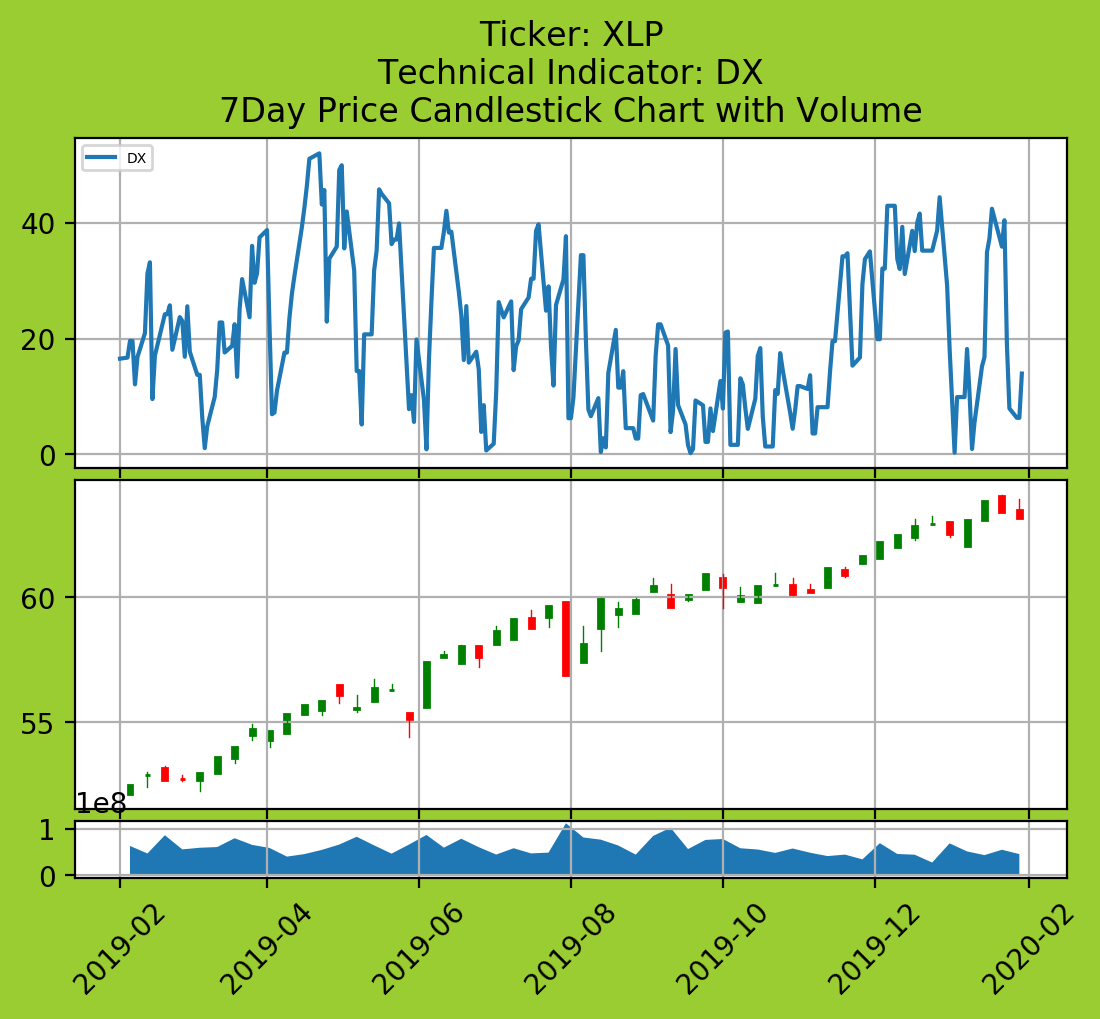 Ticker: XLP
Technical Indicator: DX
7Day Price Candlestick Chart with Volume
DX
40
20
0
60
55
1e8
1
0
2019-02
2019-04
2019-06
2019-08
2019-10
2019-12
2020-02